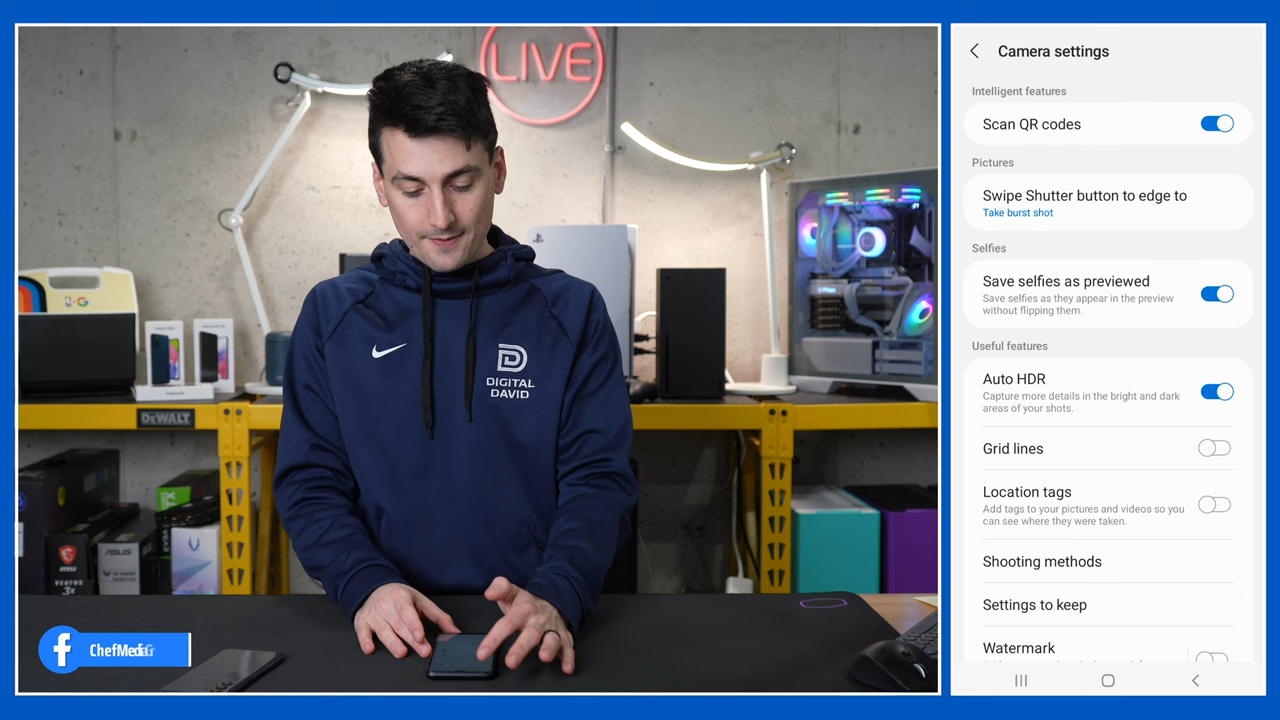 LIVE
DIGITAL
DAVID
DEWALT
G
ASUS
Camera settings
Intelligent features
Scan QR codes
Pictures
Swipe Shutter button to edge to
Take burst shot
Selfies
Save selfies as previewed
Save selfies as they appear in the preview
without flipping them.
Useful features
Auto HDR
Capture more details in the bright and dark
areas of your shots.
Grid lines
Location tags
Add tags to your pictures and videos so you
can see where they were taken.
Shooting methods
Settings to keep
Watermark